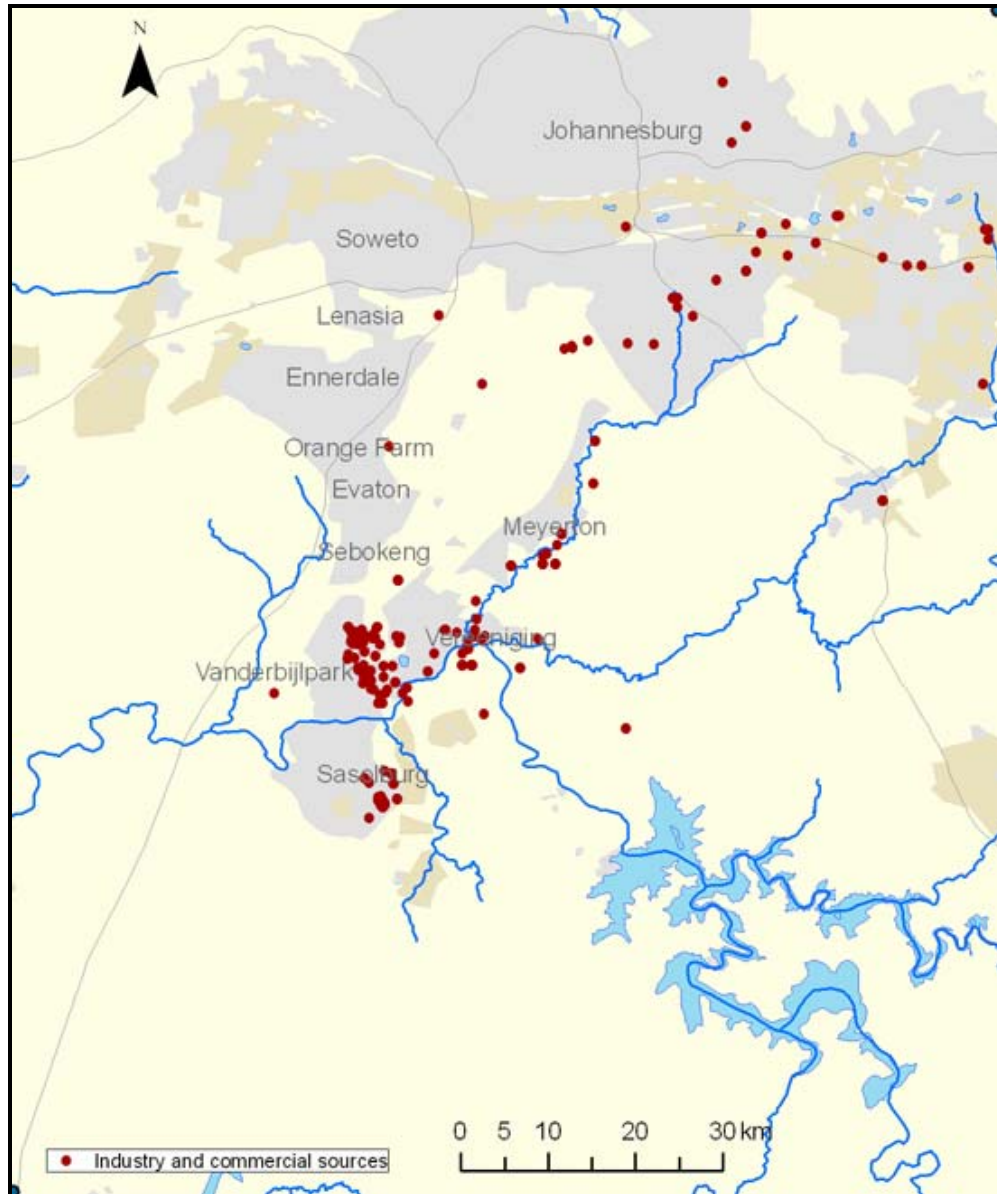 N
Johannesburg
Soweto
Lenasia
Ennerdale
Orange Farm
Evaton
Meyerton
Sebokeng
Vereeniging
Vanderbijlpark
Sasolburg
0 5 10 20 30 km
Industry and commercial sources